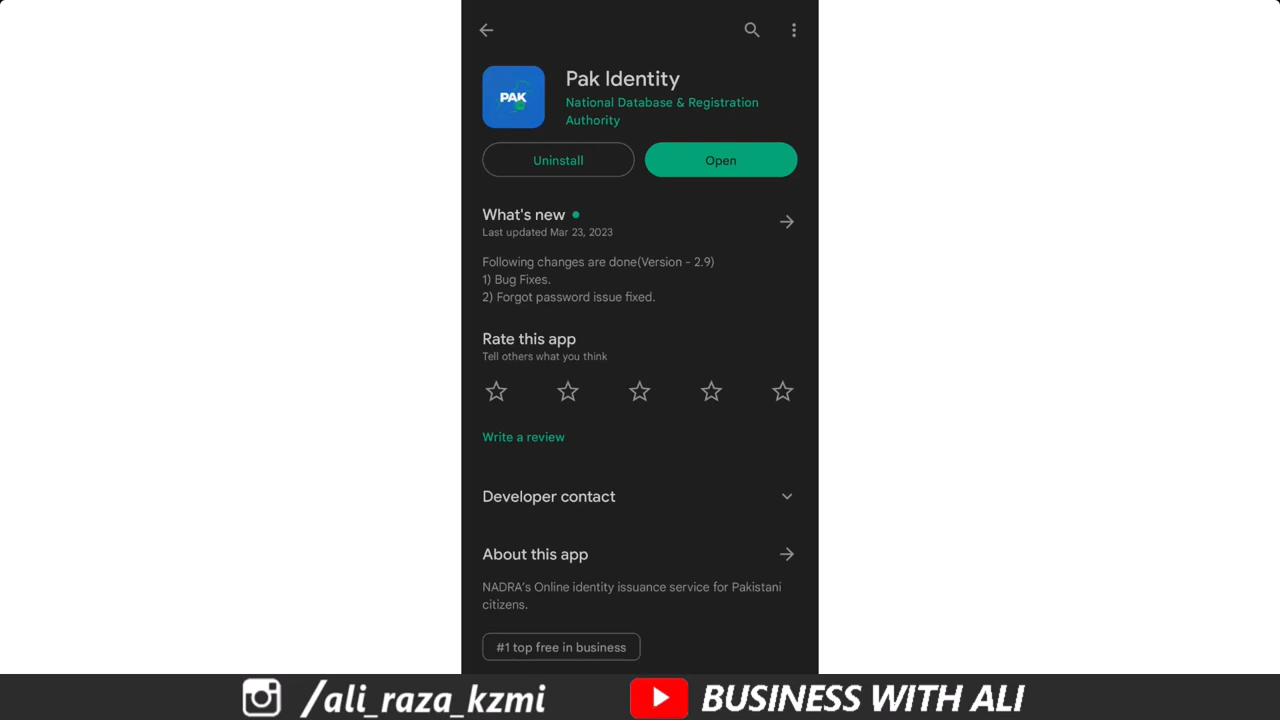 Pak Identity
PAK
National Database & Registration
Authority
Uninstall
Open
What's new
Last updated Mar 23, 2023
Following changes are done(Version - 2.9)
1) Bug Fixes.
2) Forgot password issue fixed.
Rate this app
Tell others what you think
Write a review
Developer contact
About this app
NADRA's Online identity issuance service for Pakistani
citizens.
#1 top free in business
/ali_raza_kzmi
BUSINESS WITH ALI